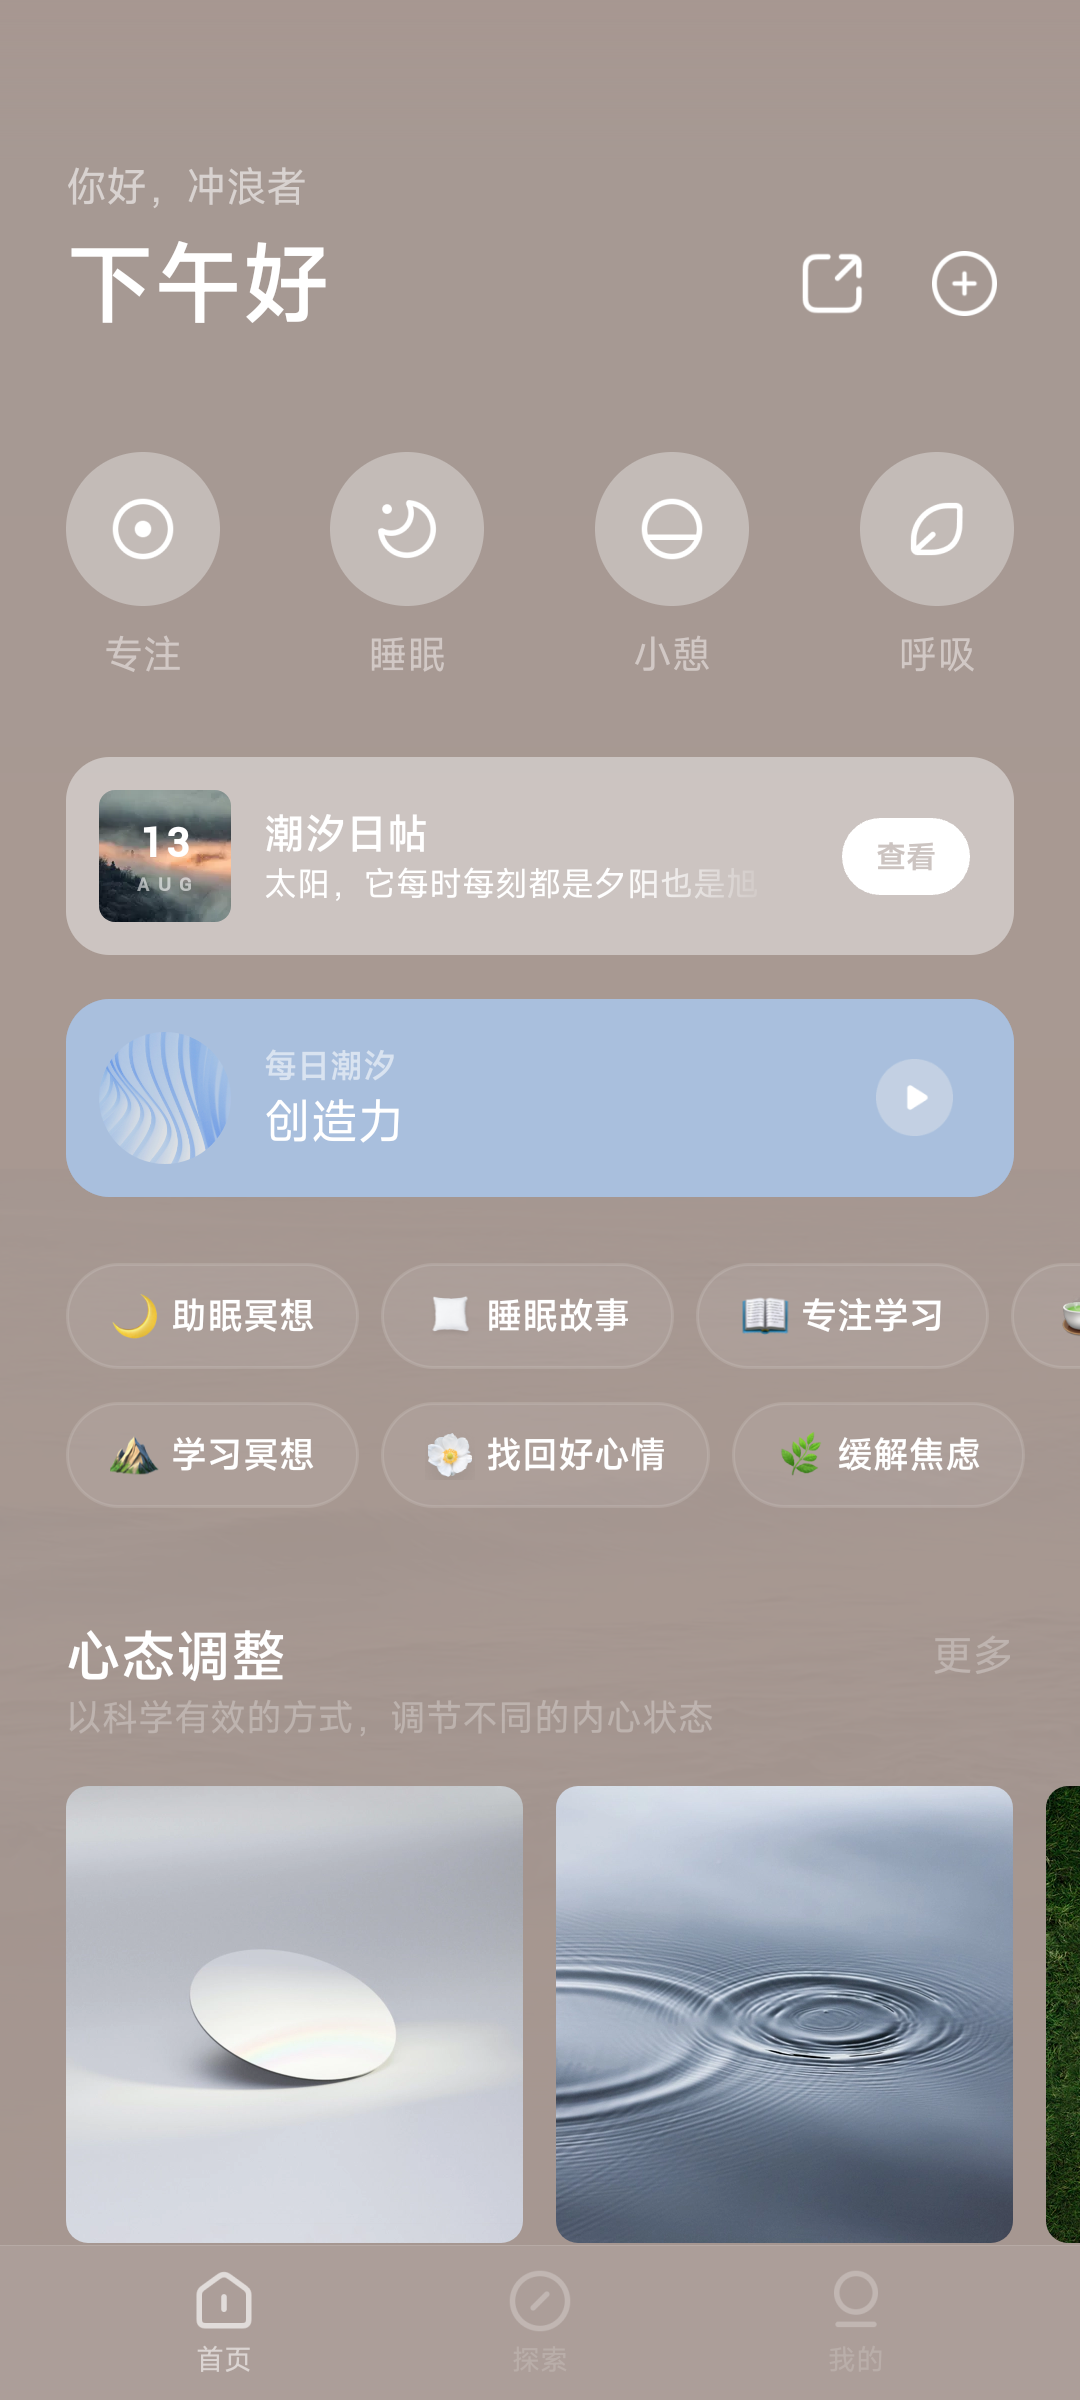 你好，冲浪者
下午好
专注
睡眠
小憩
呼吸
13
AUG
潮汐日帖
太阳，它每时每刻都是夕阳也是旭
查看
每日潮汐
创造力
助眠冥想
睡眠故事
专注学习
学习冥想
找回好心情
缓解焦虑
心态调整
更多
以科学有效的方式，调节不同的内心状态
首页
探索
我的